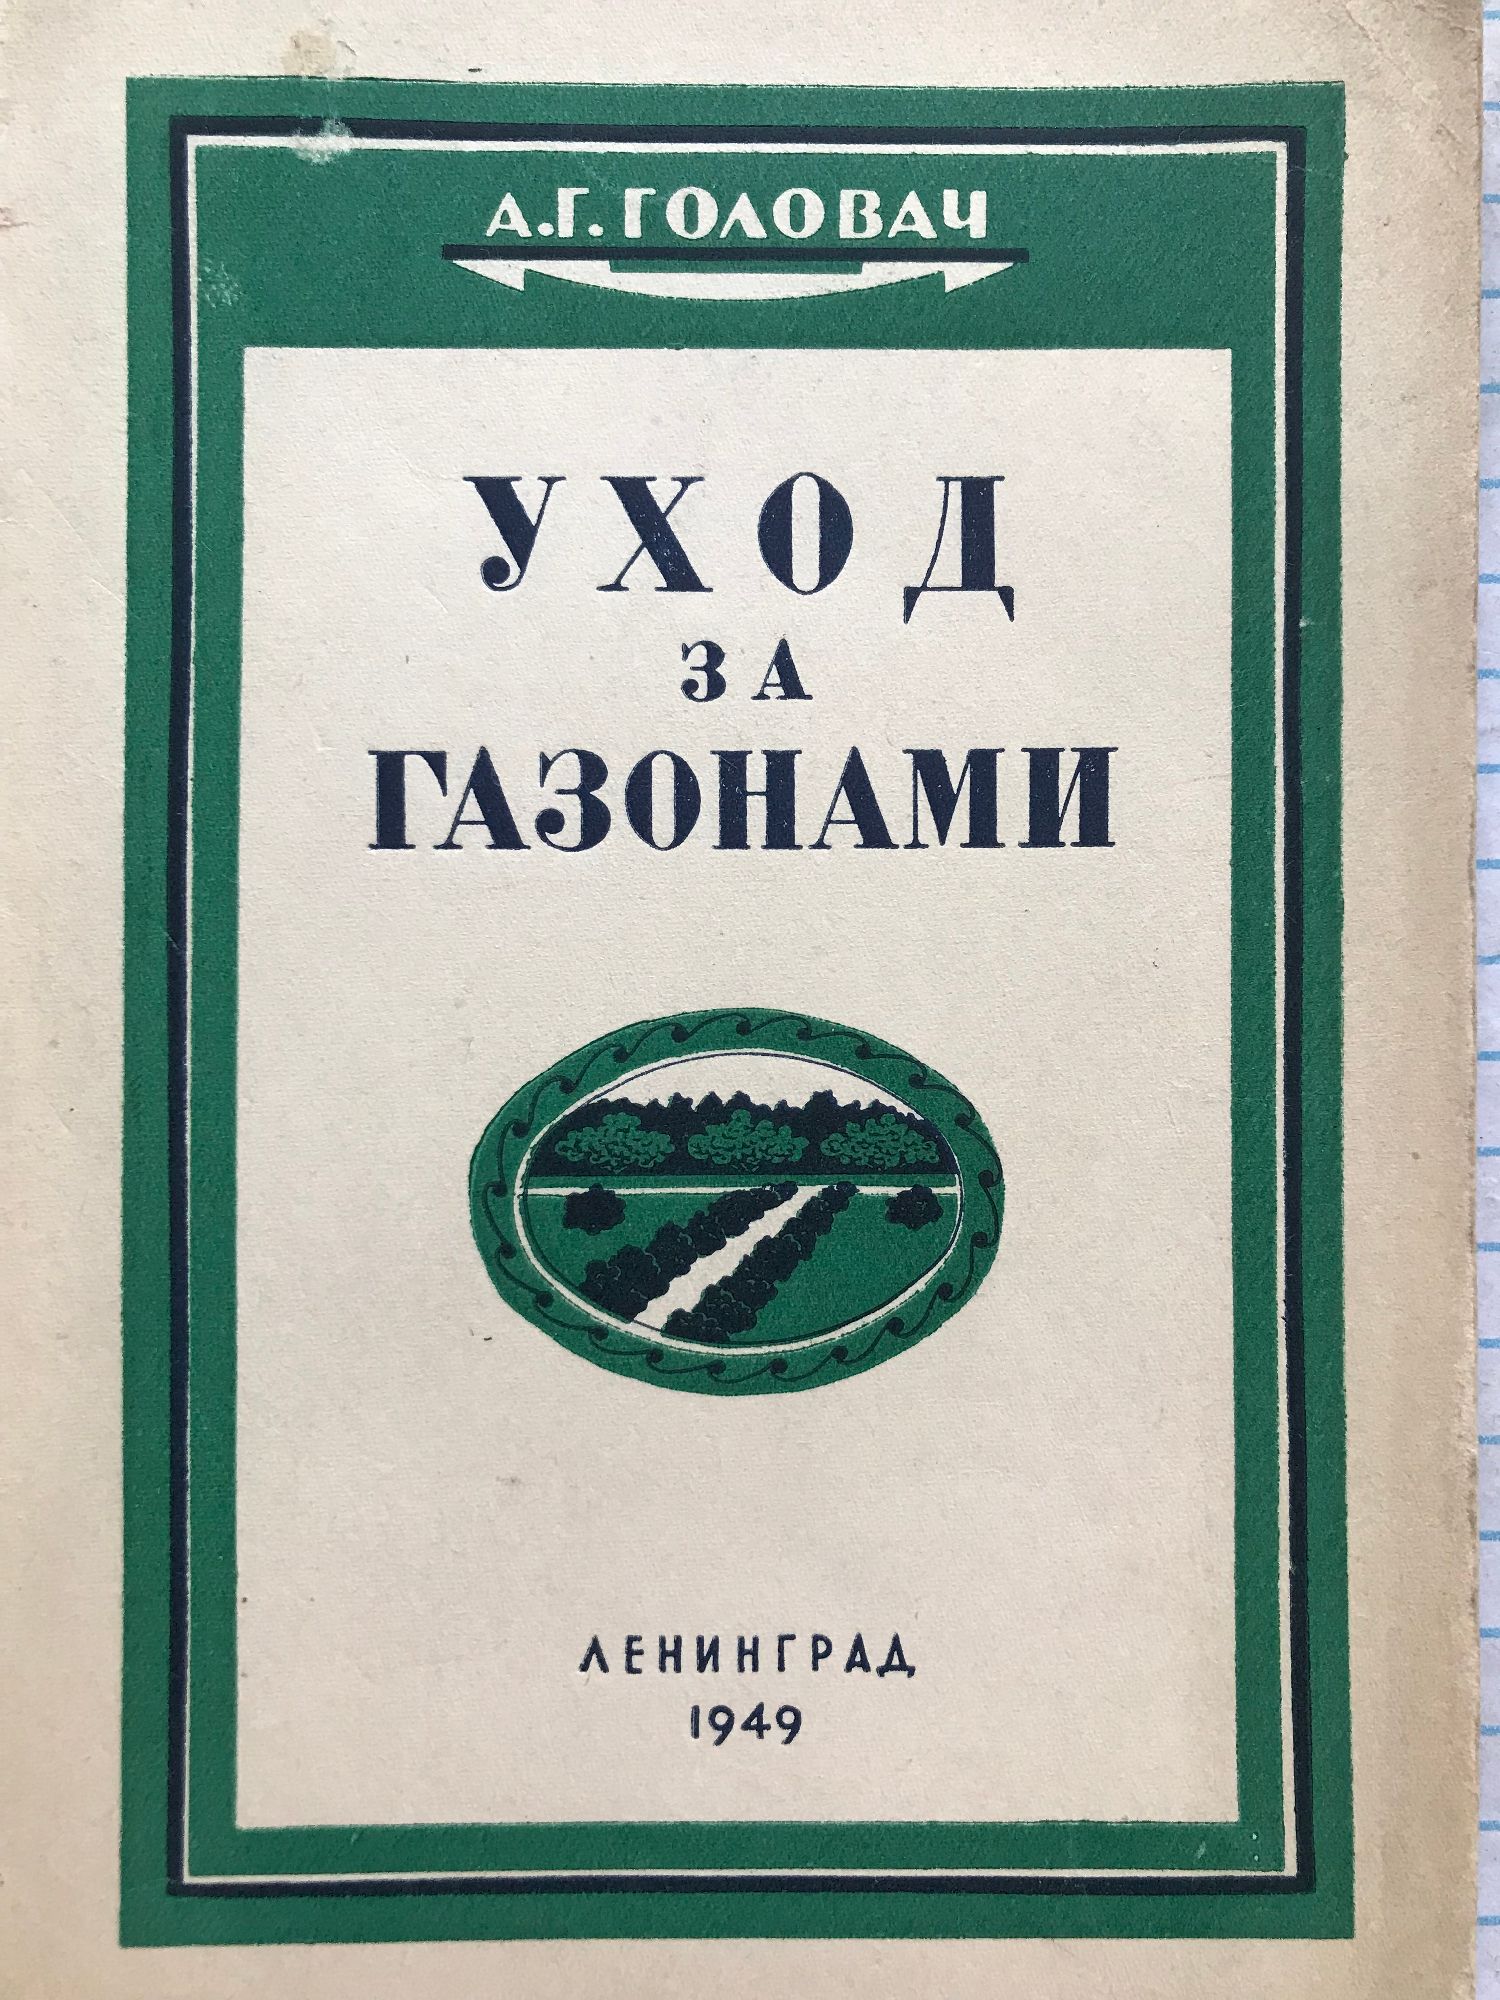 А.Г. ГОЛОВАЧ
УХОД
ЗА
ГАЗОНАМИ
ЛЕНИНГРАД
1949